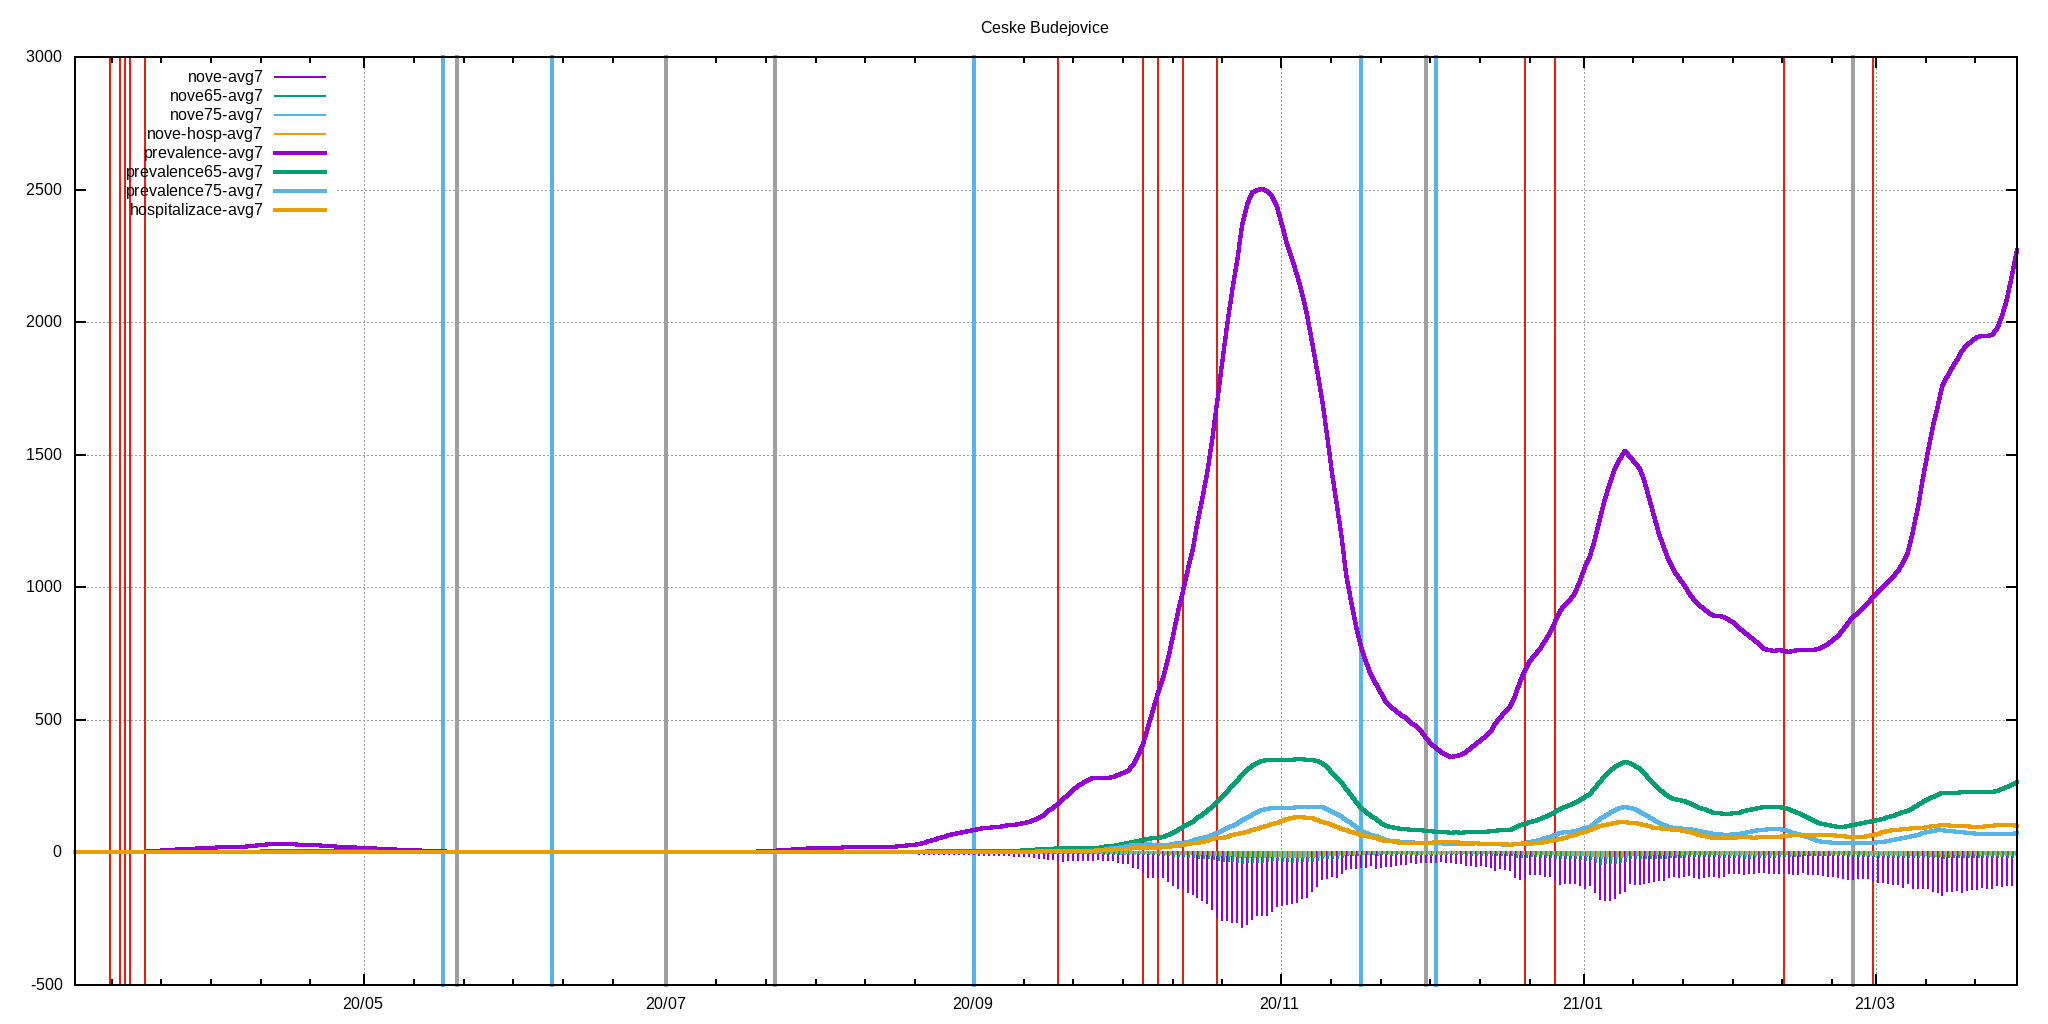 Ceske Budejovice
3000
2500
2000
1500
1000
500
0
-500
nove-avg7
nove65-avg7
nove75-avg7
nove-hosp-avg7
prevalence-avg7
prevalence65-avg7
prevalence75-avg7
hospitalizace-avg7
20/05 20/07 20/09 20/11 21/01 21/03